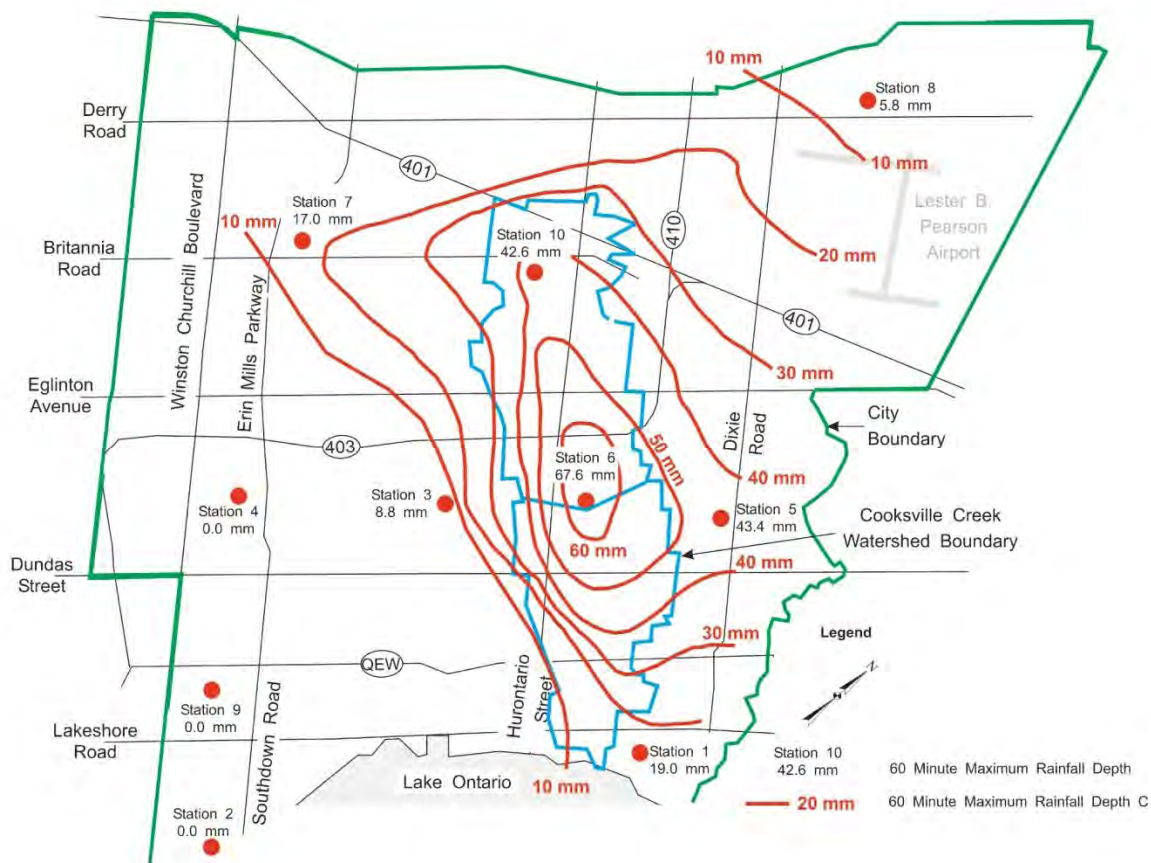 10 mm
Station 8
5.8 mm
Derry
Road
10 mm
401
Station 7
17.0 mm
10 mm
Lester B.
Pearson
Airport
410
Winston Churchill Boulevard
Station 10
42.6 mm
20 mm
Britannia
Road
Erin Mills Parkway
401
30 mm
Eglinton
Avenue
City
Boundary
Dixie
Road
403
50 mm
Station 6
67.6 mm
40 mm
Station 4
0.0 mm
Station 3
8.8 mm
Station 5
43.4 mm
Cooksville Creek
Watershed Boundary
60 mm
Dundas
Street
40 mm
30 mm
Legend
N
QEW
Hurontario
Street
Station 9
0.0 mm
Southdown Road
Lakeshore
Road
Station 1
19.0 mm
Station 10
42.6 mm
60 Minute Maximum Rainfall Depth
Lake Ontario
10 mm
20 mm
60 Minute Maximum Rainfall Depth C
Station 2
0.0 mm